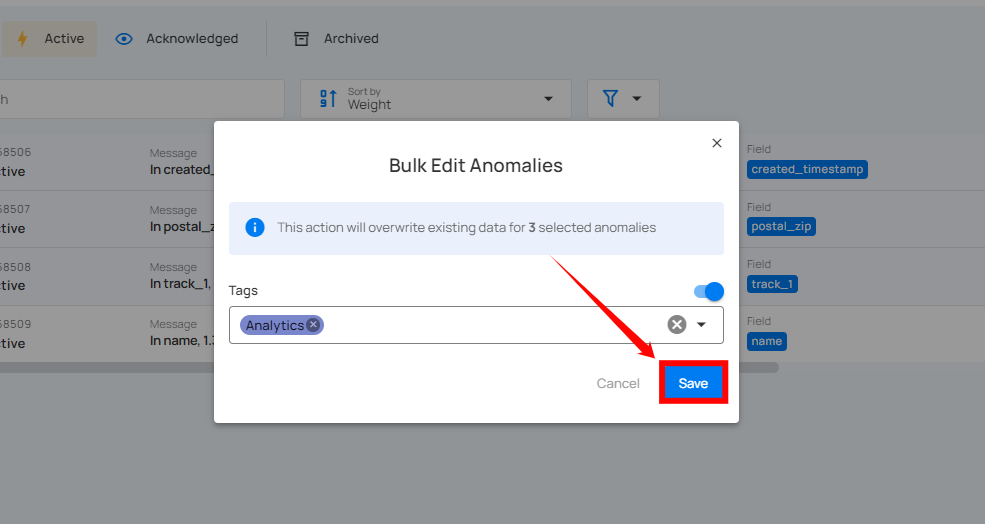 Active Acknowledged Archived
h
Sort by
Weight
58506
ctive
Message
In created_
Field
created_timestamp
58507
ctive
Message
In postal_z
Field
postal_zip
58508
ctive
Message
In track_1,
Field
track_1
58509
ctive
Message
In name, 1.3
Field
name
Bulk Edit Anomalies
This action will overwrite existing data for 3 selected anomalies
Tags
Analytics
Cancel Save